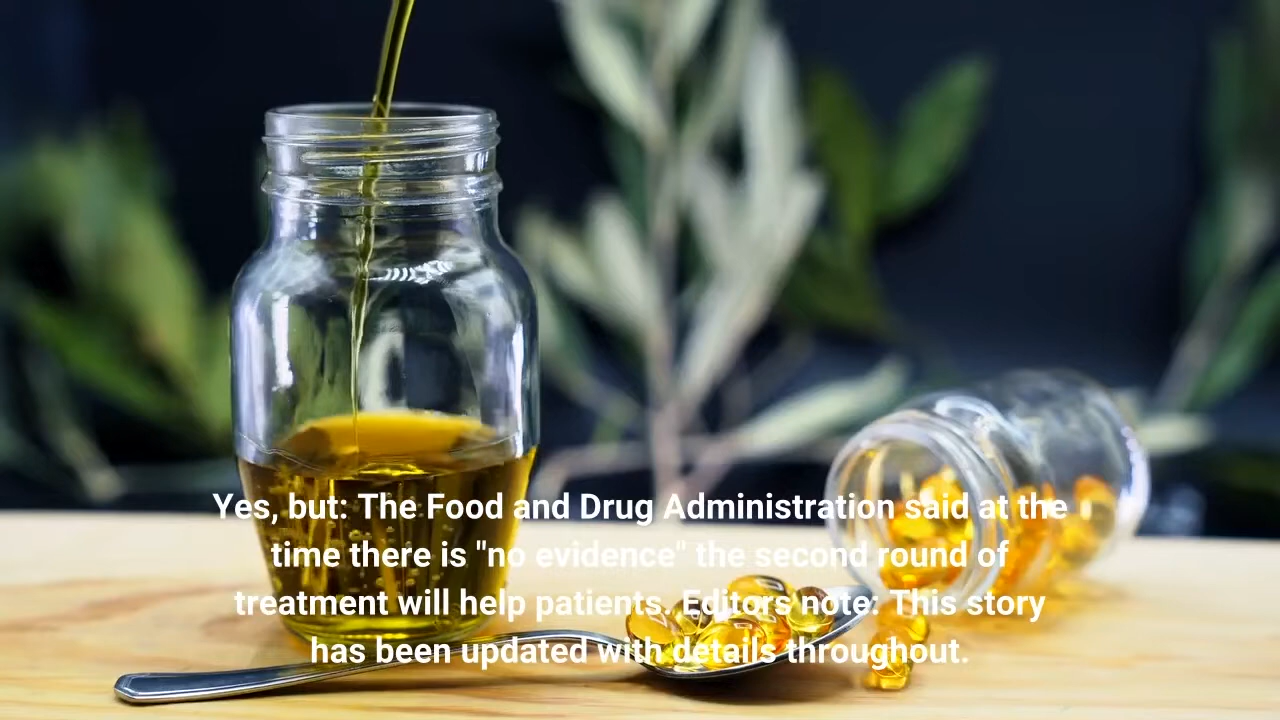 Yes, but: The Food and Drug Administration said at the
time there is "no evidence" the second round of
treatment will help patients. Editors note: This story
has been updated with details throughout.